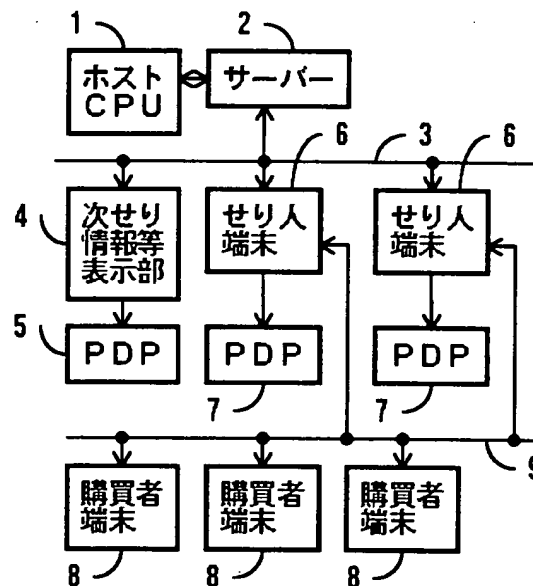 1
2
ホスト
CPU
サーバー
6
3
6
4
次せり
情報等
表示部
せり人
端末
せり人
端末
5
PDP
PDP
PDP
7
7
9
購買者
端末
購買者
端末
購買者
端末
8
8
8